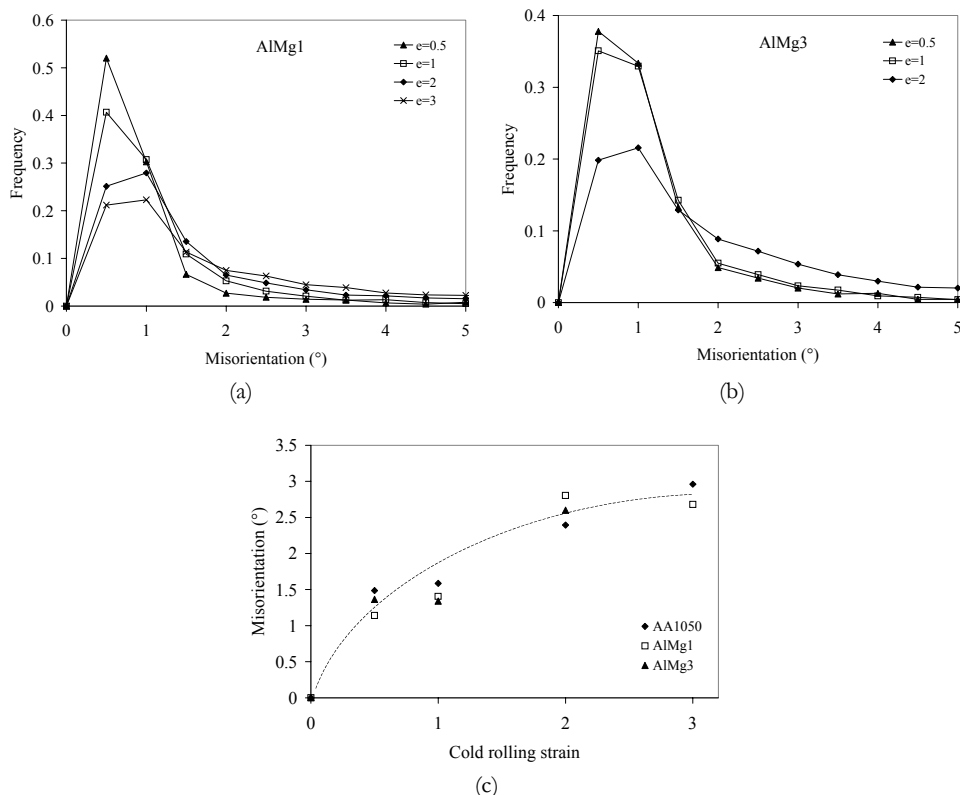 AlMg1
e=0.5
e=1
e=2
e=3
Frequency
0.6
0.5
0.4
0.3
0.2
0.1
0
0 1 2 3 4 5
Misorientation (°)
(a)
AlMg3
e=0.5
e=1
e=2
Frequency
0.4
0.3
0.2
0.1
0
0 1 2 3 4 5
Misorientation (°)
(b)
Misorientation (°)
3.5
3
2.5
2
1.5
1
0.5
0
AA1050
AlMg1
AlMg3
0 1 2 3
Cold rolling strain
(c)